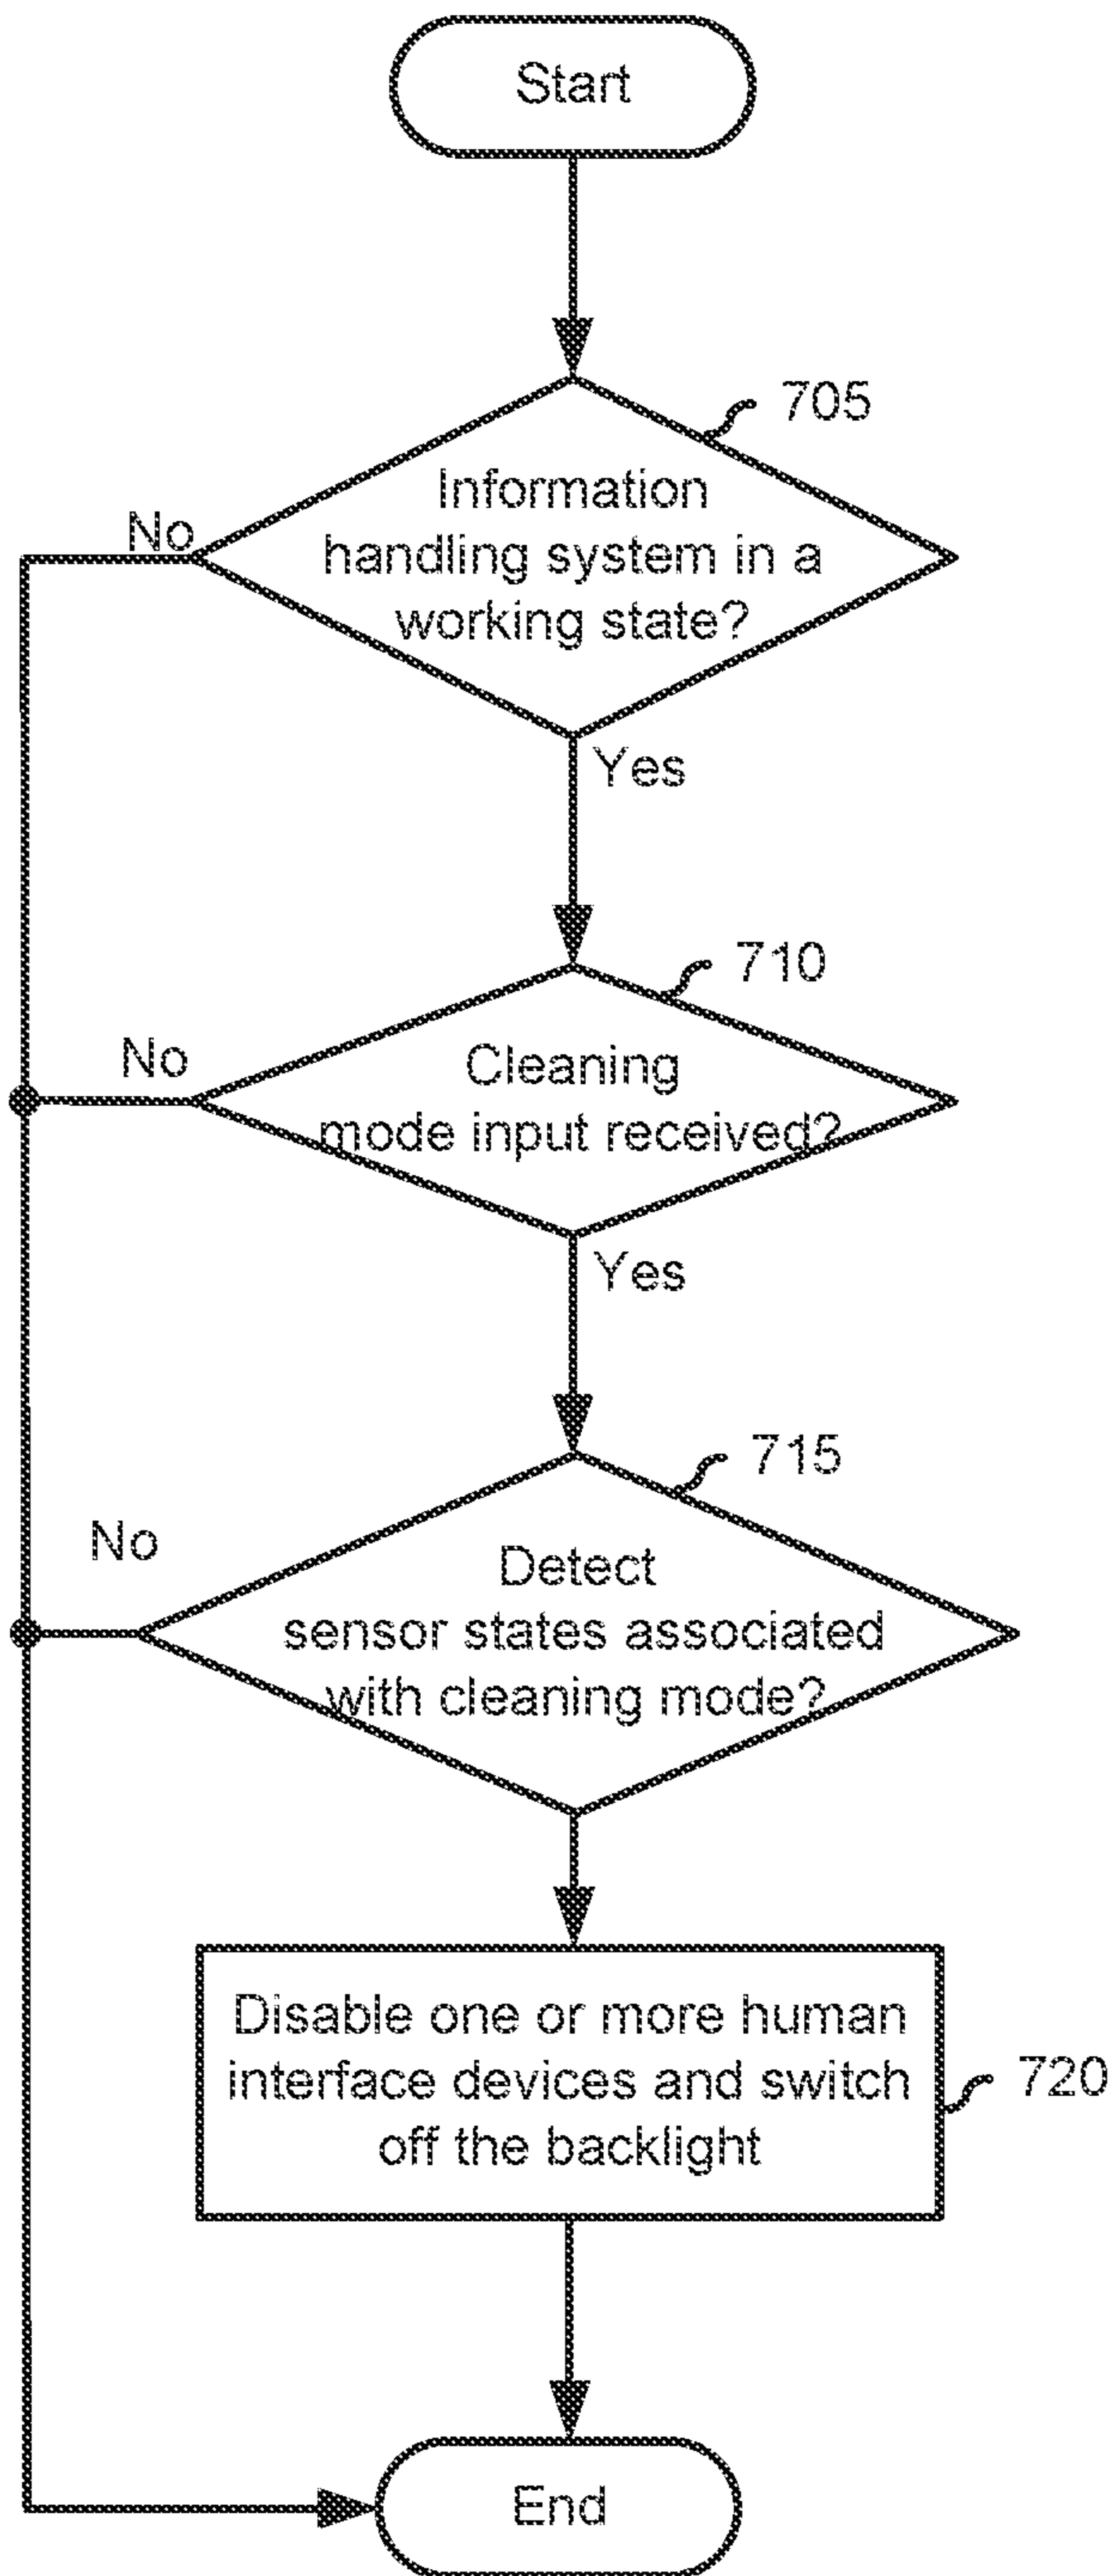 Start
705
Information
No
handling system in a
working state?
Yes
710
No
Cleaning
mode input received?
Yes
715
No
Detect
sensor states associated
with cleaning mode?
Disable one or more human
interface devices and switch
720
off the backlight
End